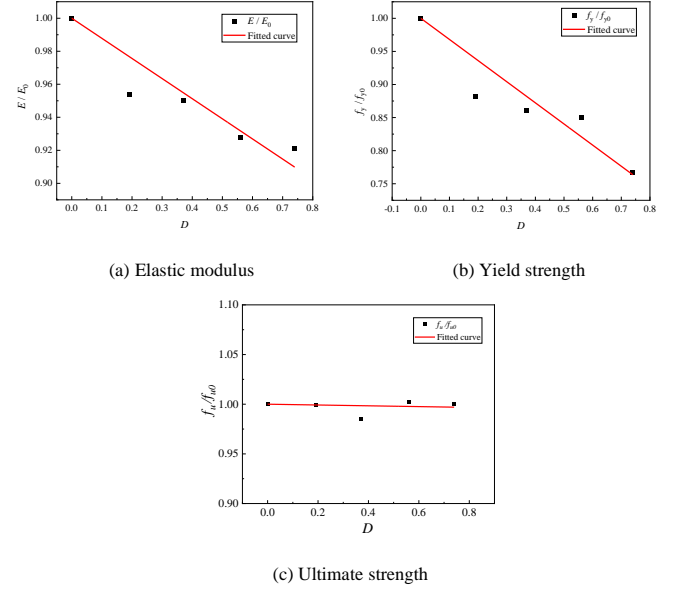 1.00
0.98
0.96
0.94
0.92
0.90
E / E0
E / E0
Fitted curve
0.0 0.1 0.2 0.3 0.4 0.5 0.6 0.7 0.8
D
(a) Elastic modulus
1.00
0.95
0.90
0.85
0.80
0.75
fy / fy0
fy / fy0
Fitted curve
-0.1 0.0 0.1 0.2 0.3 0.4 0.5 0.6 0.7 0.8
D
(b) Yield strength
1.10
1.05
1.00
0.95
0.90
fu/fu0
fu/fu0
Fitted curve
0.0 0.2 0.4 0.6 0.8
D
(c) Ultimate strength